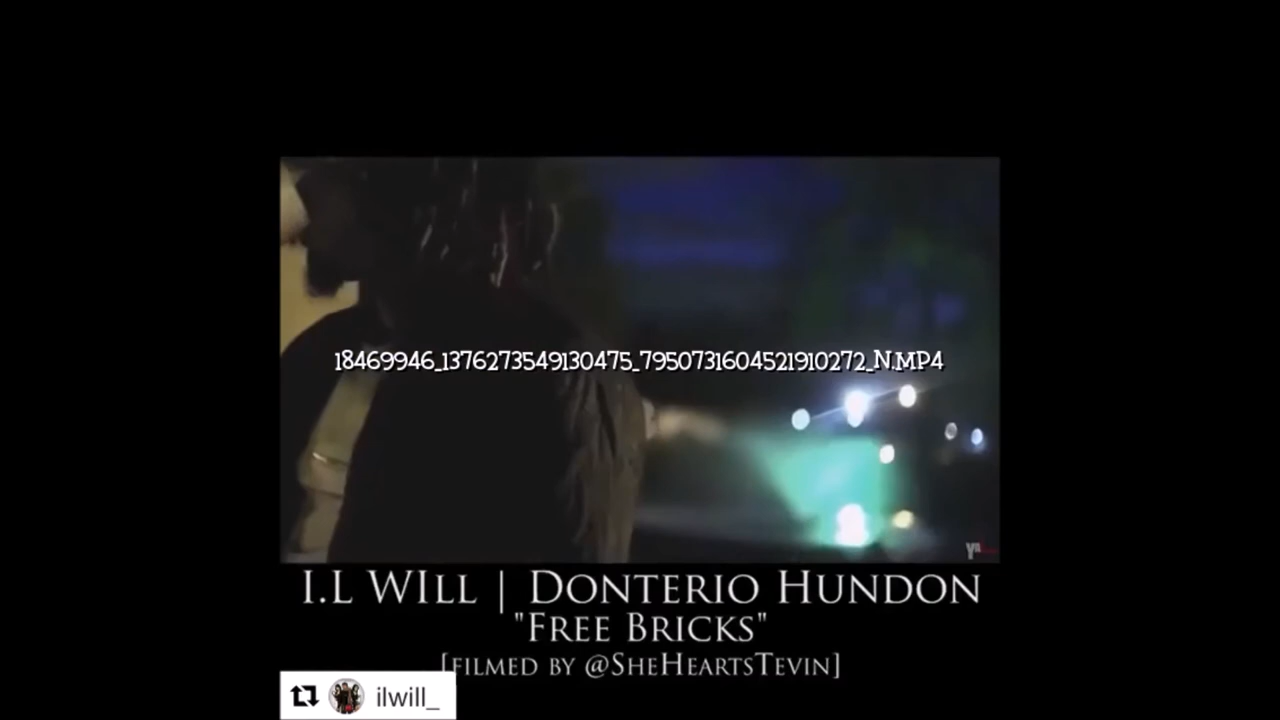 18469946_1376273549130475_7950731604521910272_N.MP4
I.L WILL | DONTERIO HUNDON
"FREE BRICKS"
[FILMED BY @SHEHEARTSTEVIN]
ilwill_